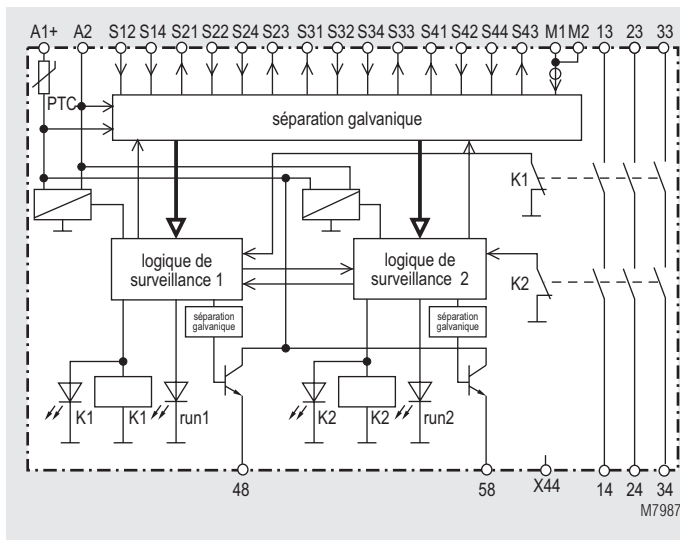 A1+ A2 S12 S14 S21 S22 S24 S23 S31 S32 S34 S33 S41 S42 S44 S43 M1 M2 13 23 33
PTC
séparation galvanique
K1
logique de
surveillance 1
logique de
surveillance 2
K2
séparation
galvanique
séparation
galvanique
K1 K1 run1 K2 K2 run2
48 58 X44 14 24 34
M7987